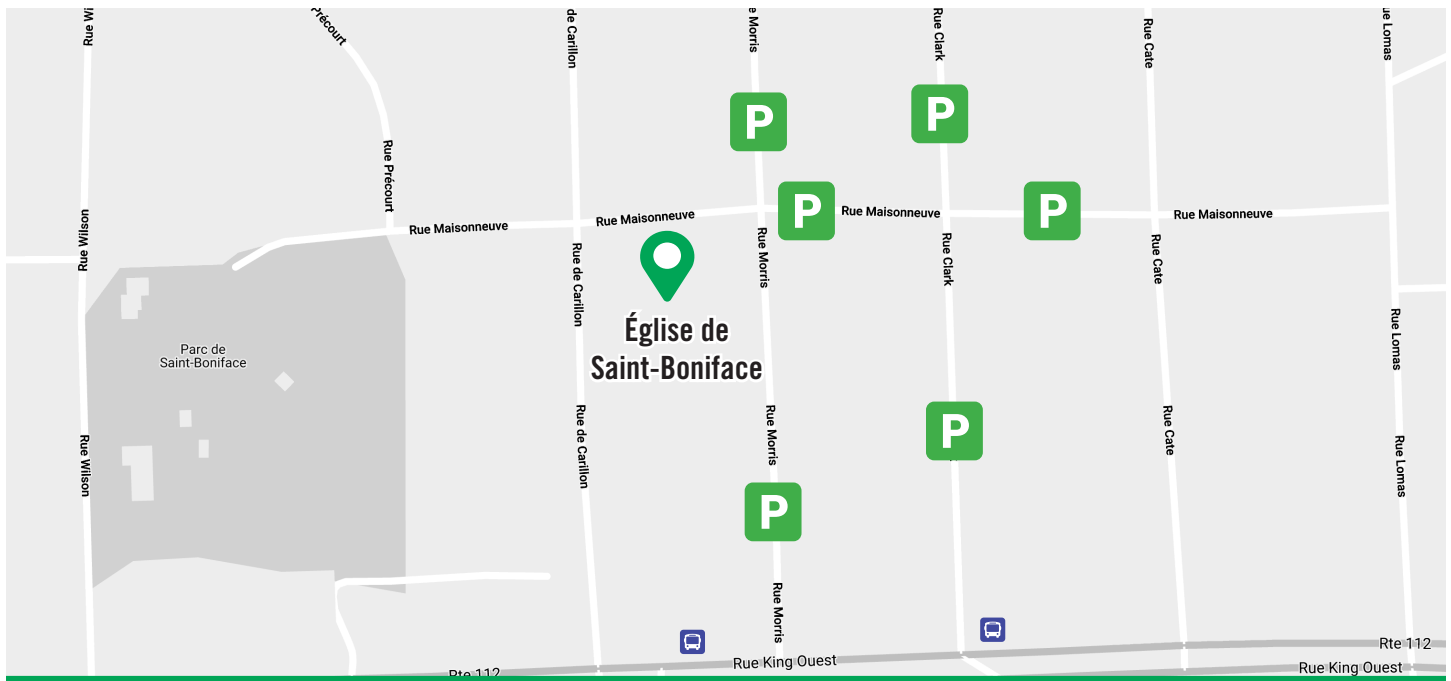 Rue Wi
Précourt
de Carillon
e Morris
Rue Clark
Rue Cate
ue Lomas
P
P
Rue Précourt
P
P
Rue Maisonneuve
Rue Maisonneuve
Rue Maisonneuve
Rue Maisonneuve
Rue Wilson
Rue de Carillon
Rue Morris
Rue Clark
Rue Cate
Rue Lomas
Église de
Saint-Boniface
Parc de
Saint-Boniface
Rue Wilson
Rue de Carillon
Rue Morris
P
Rue Cate
Rue Lomas
P
Rue Morris
Rte 112
Rue King Ouest
Rte 112
Rue King Ouest